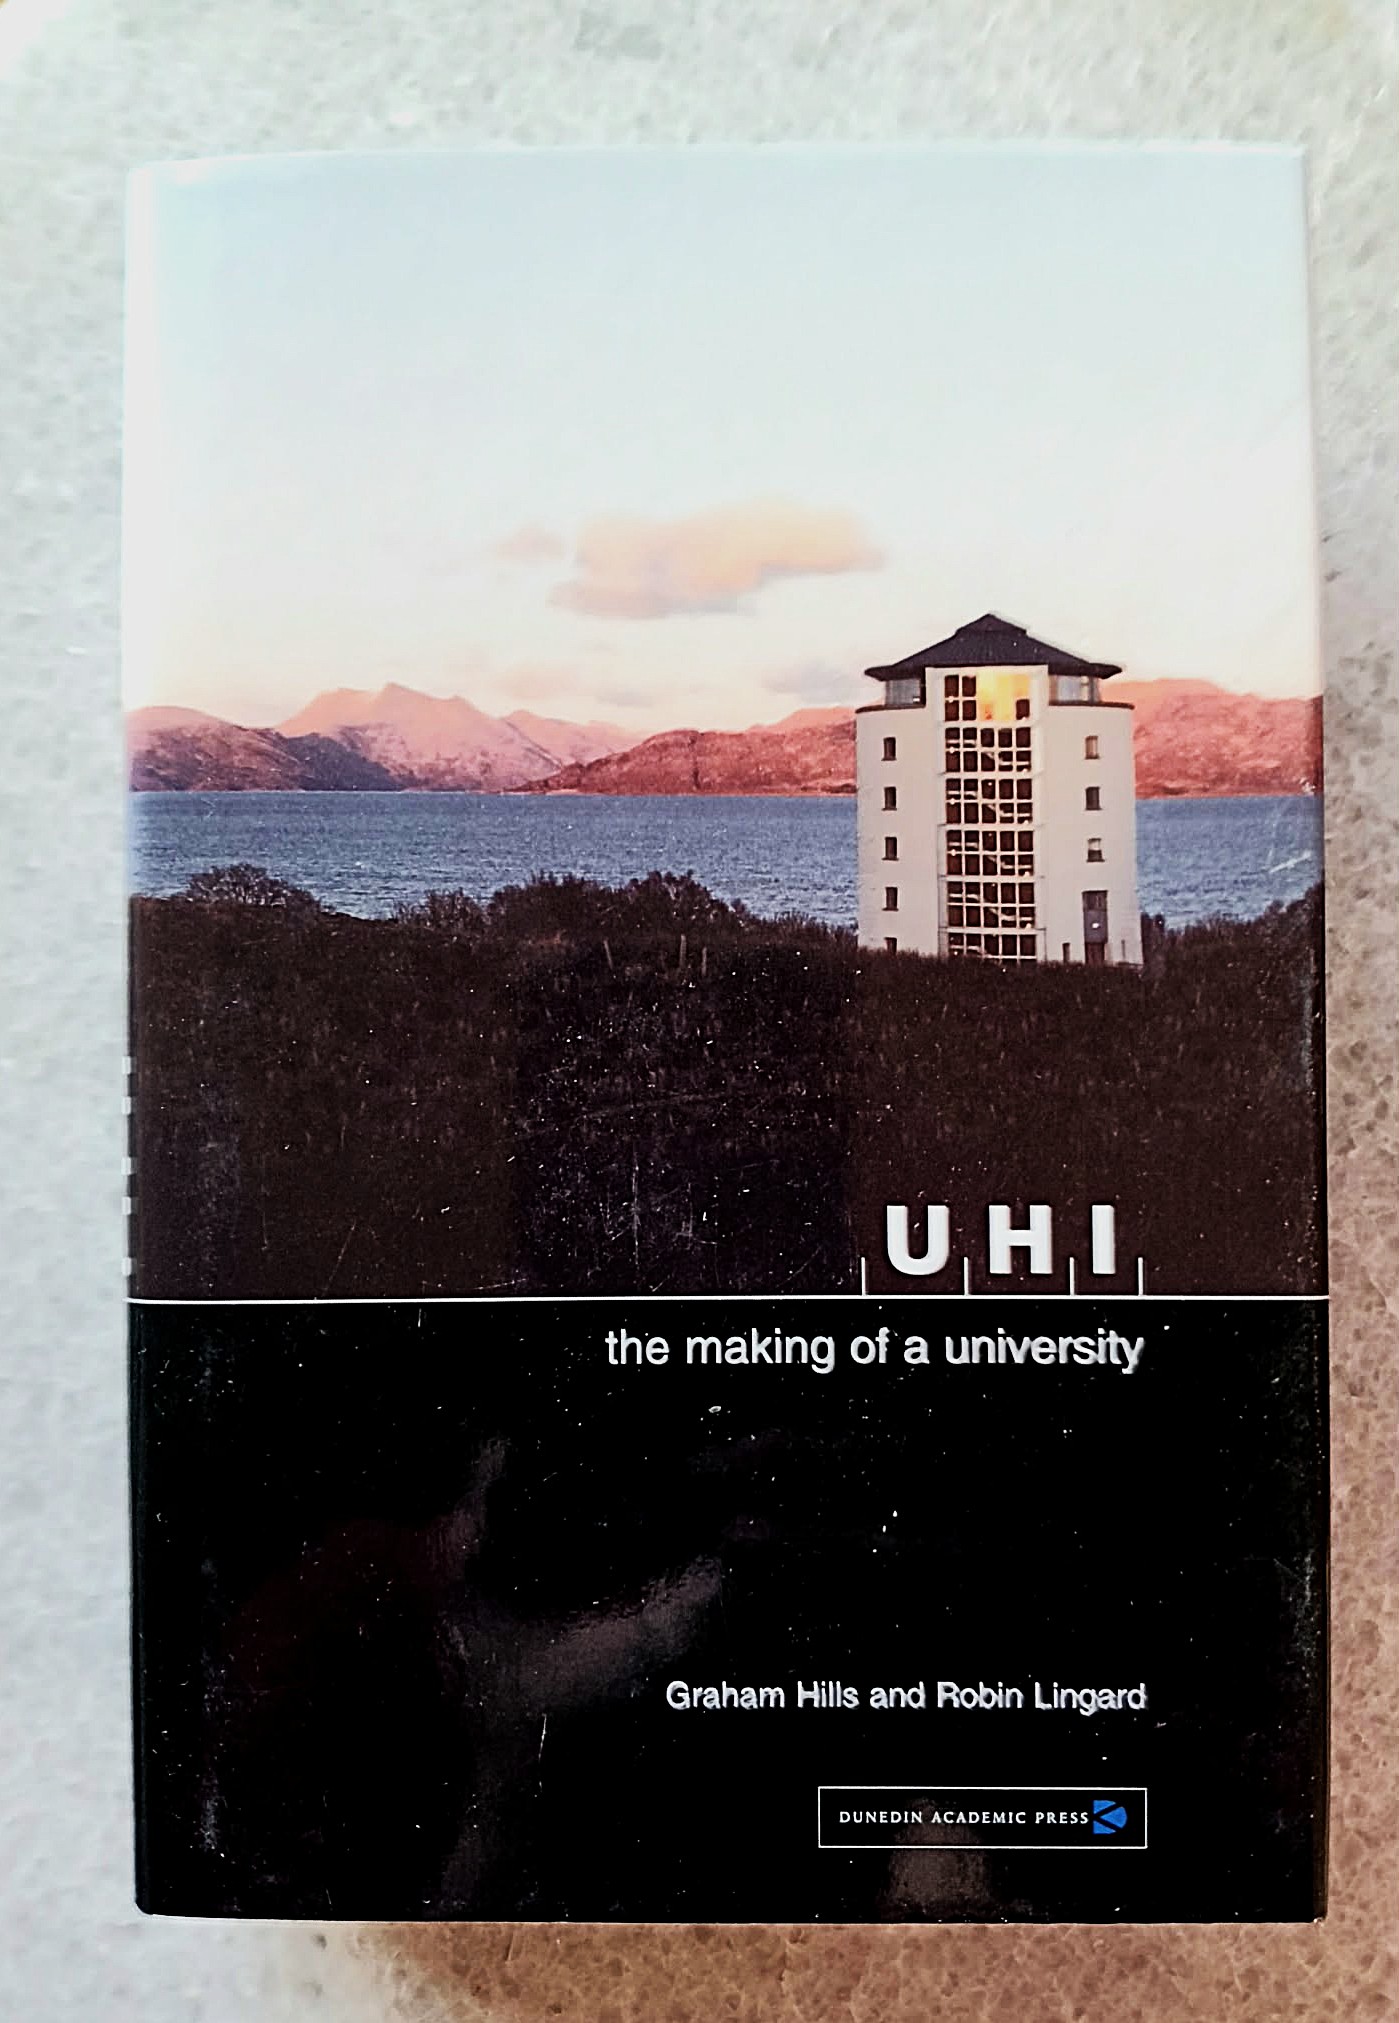 UHI
the making of a university
Graham Hills and Robin Lingard
DUNEDIN ACADEMIC PRESS